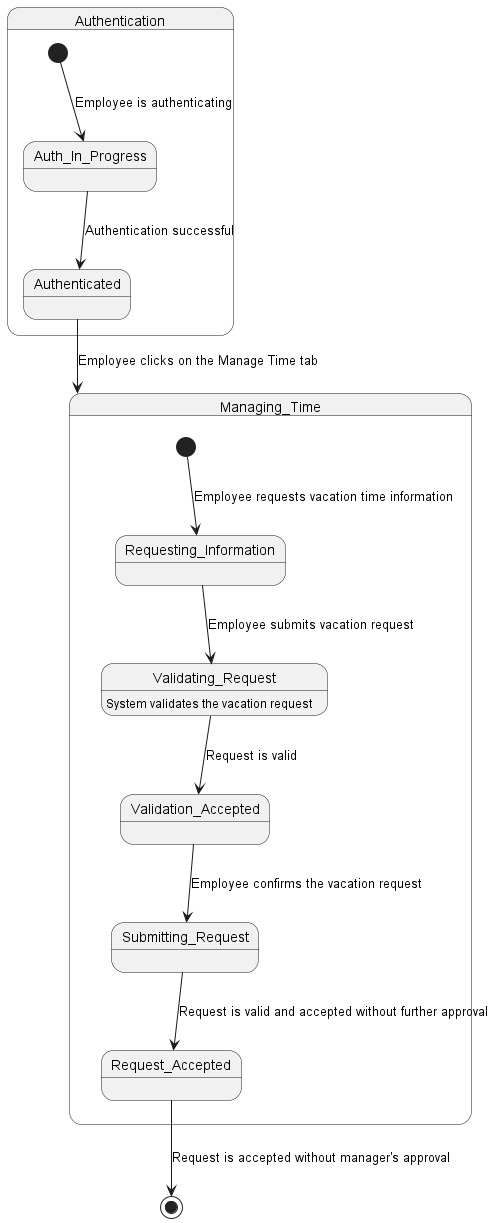 Authentication
Employee is authenticating
Auth_In_Progress
Authentication successful
Authenticated
Employee clicks on the Manage Time tab
Managing_Time
Employee requests vacation time information
Requesting_Information
Employee submits vacation request
Validating_Request
System validates the vacation request
Request is valid
Validation_Accepted
Employee confirms the vacation request
Submitting_Request
Request is valid and accepted without further approval
Request_Accepted
Request is accepted without manager's approval